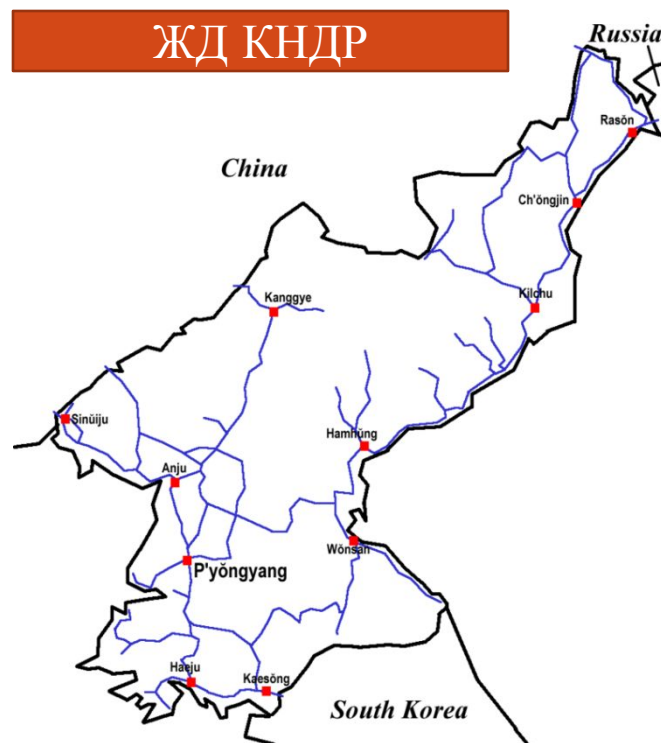 ЖД КНДР
Russia
Rasŏn
China
Ch'ŏngjin
Kanggye
Kilchu
Sinŭiju
Hamhŭng
Anju
Wŏnsan
P'yŏngyang
Haeju
Kaesŏng
South Korea